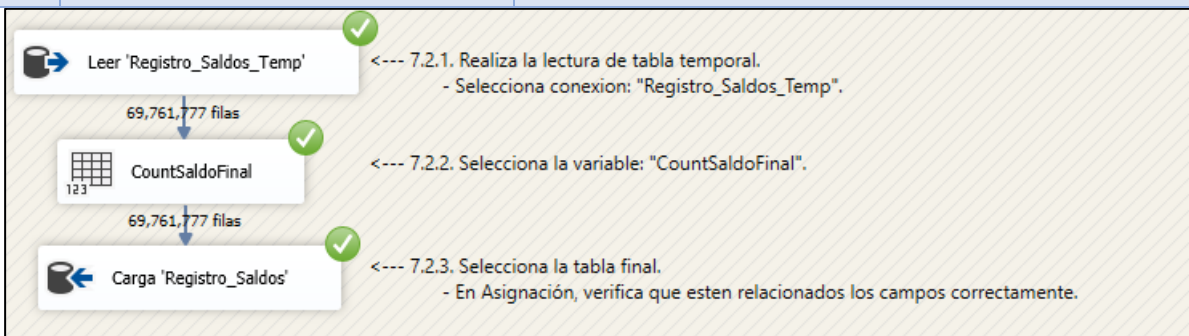 Leer 'Registro_Saldos_Temp'
<--- 7.2.1. Realiza la lectura de tabla temporal.
- Selecciona conexion: "Registro_Saldos_Temp".
69,761,777 filas
123
CountSaldoFinal
<--- 7.2.2. Selecciona la variable: "CountSaldoFinal".
69,761,777 filas
Carga 'Registro_Saldos'
<--- 7.2.3. Selecciona la tabla final.
- En Asignación, verifica que esten relacionados los campos correctamente.